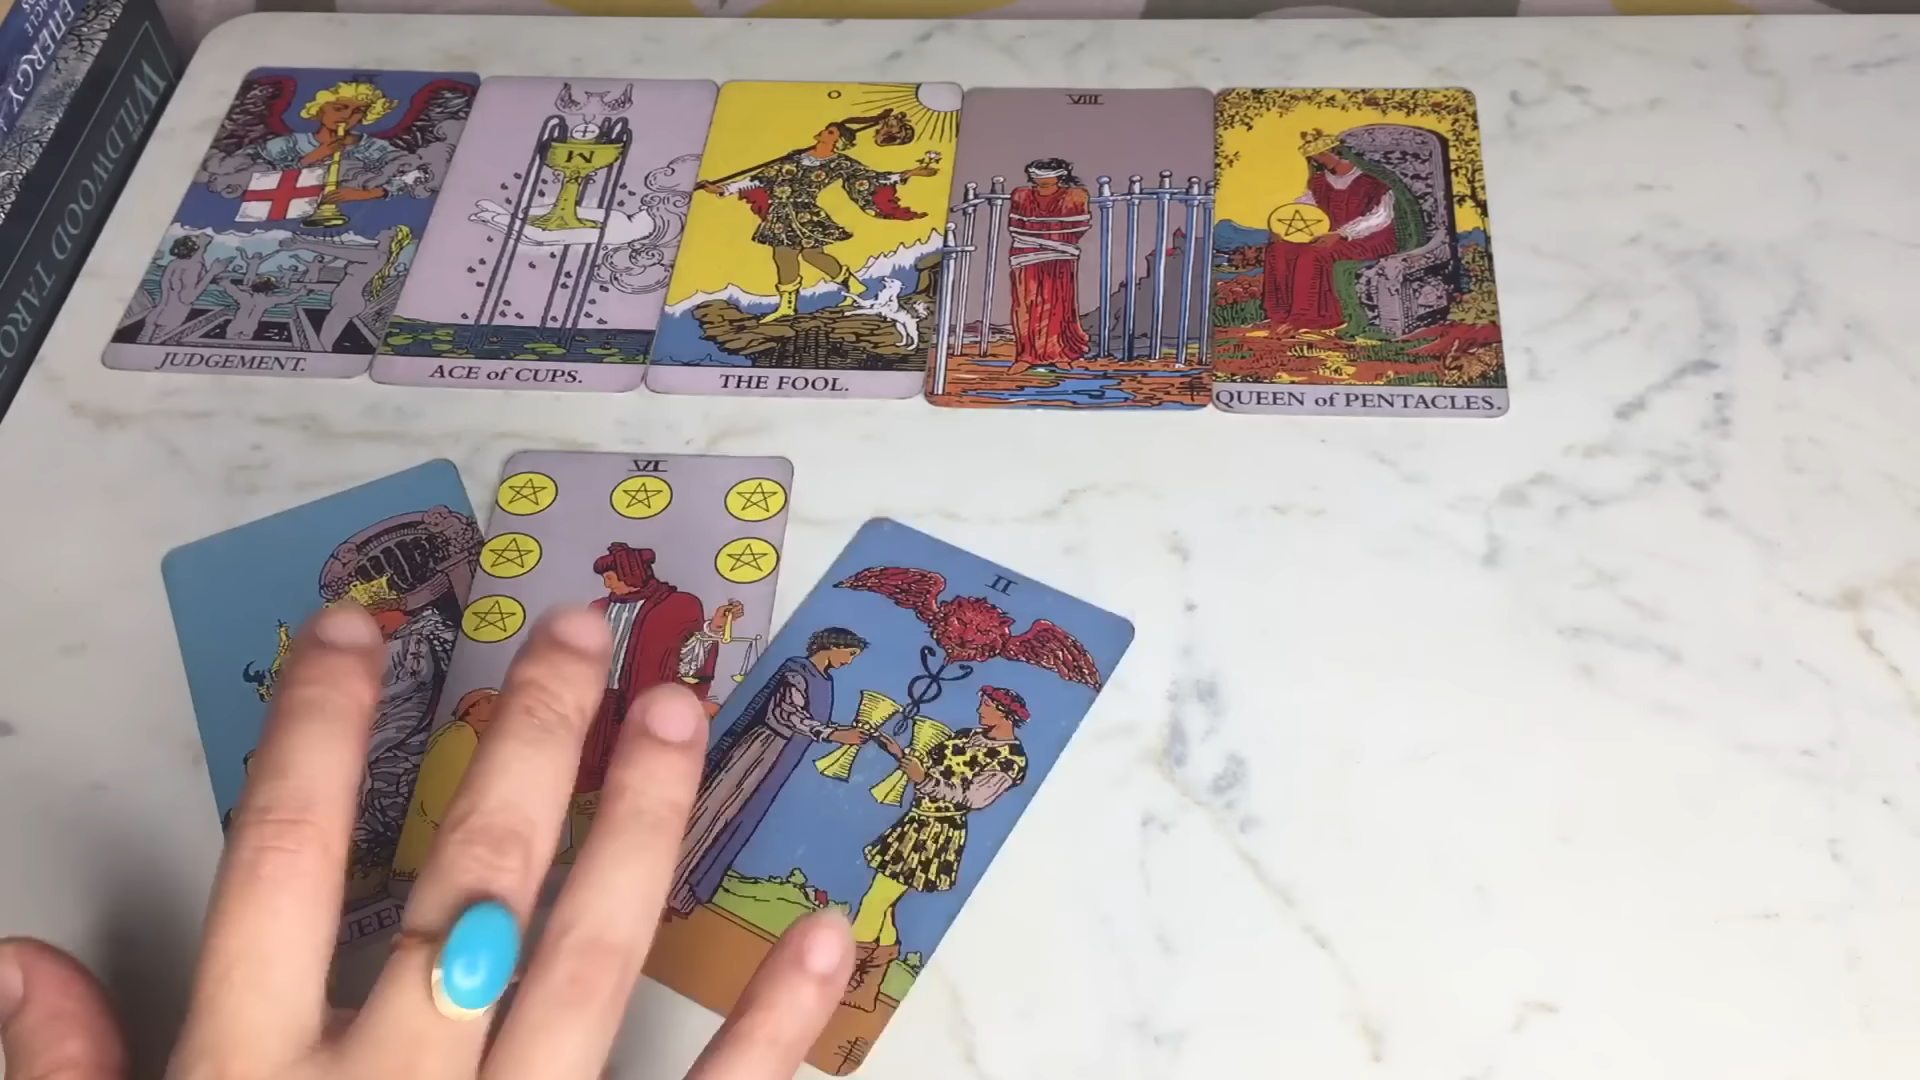 WILDWOOD TAROT
JUDGEMENT.
ACE of CUPS.
THE FOOL.
VIII
QUEEN of PENTACLES.
VI
II